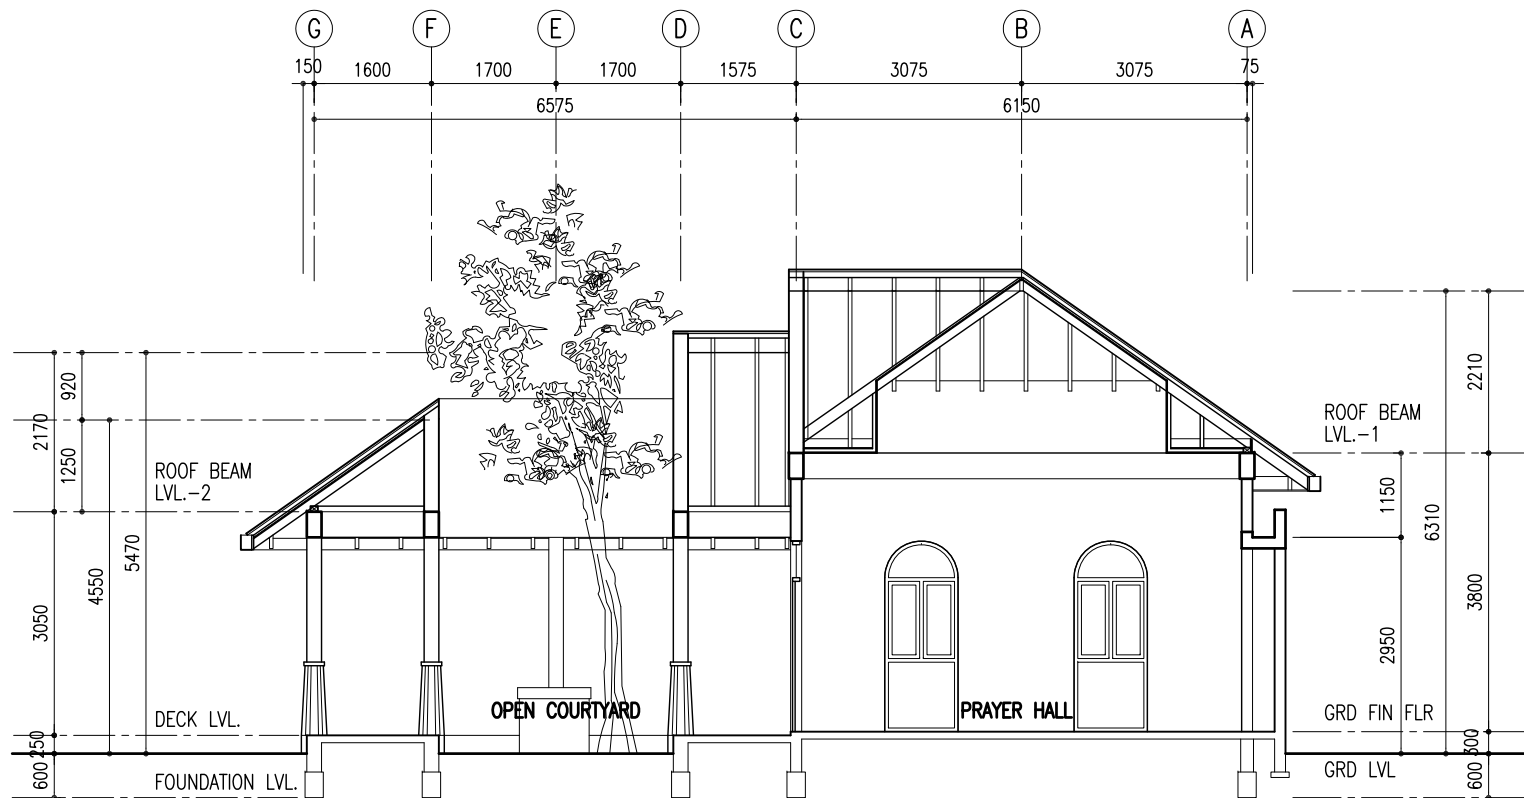 G F E D C B A
150 1600 1700 1700 1575 3075 3075 75
6575 6150
920
2170
1250
5470
4550
3050
250
600
ROOF BEAM
LVL.-2
DECK LVL.
FOUNDATION LVL.
OPEN COURTYARD
PRAYER HALL
ROOF BEAM
LVL.-1
GRD FIN FLR
GRD LVL
2210
1150
6310
3800
2950
300
600